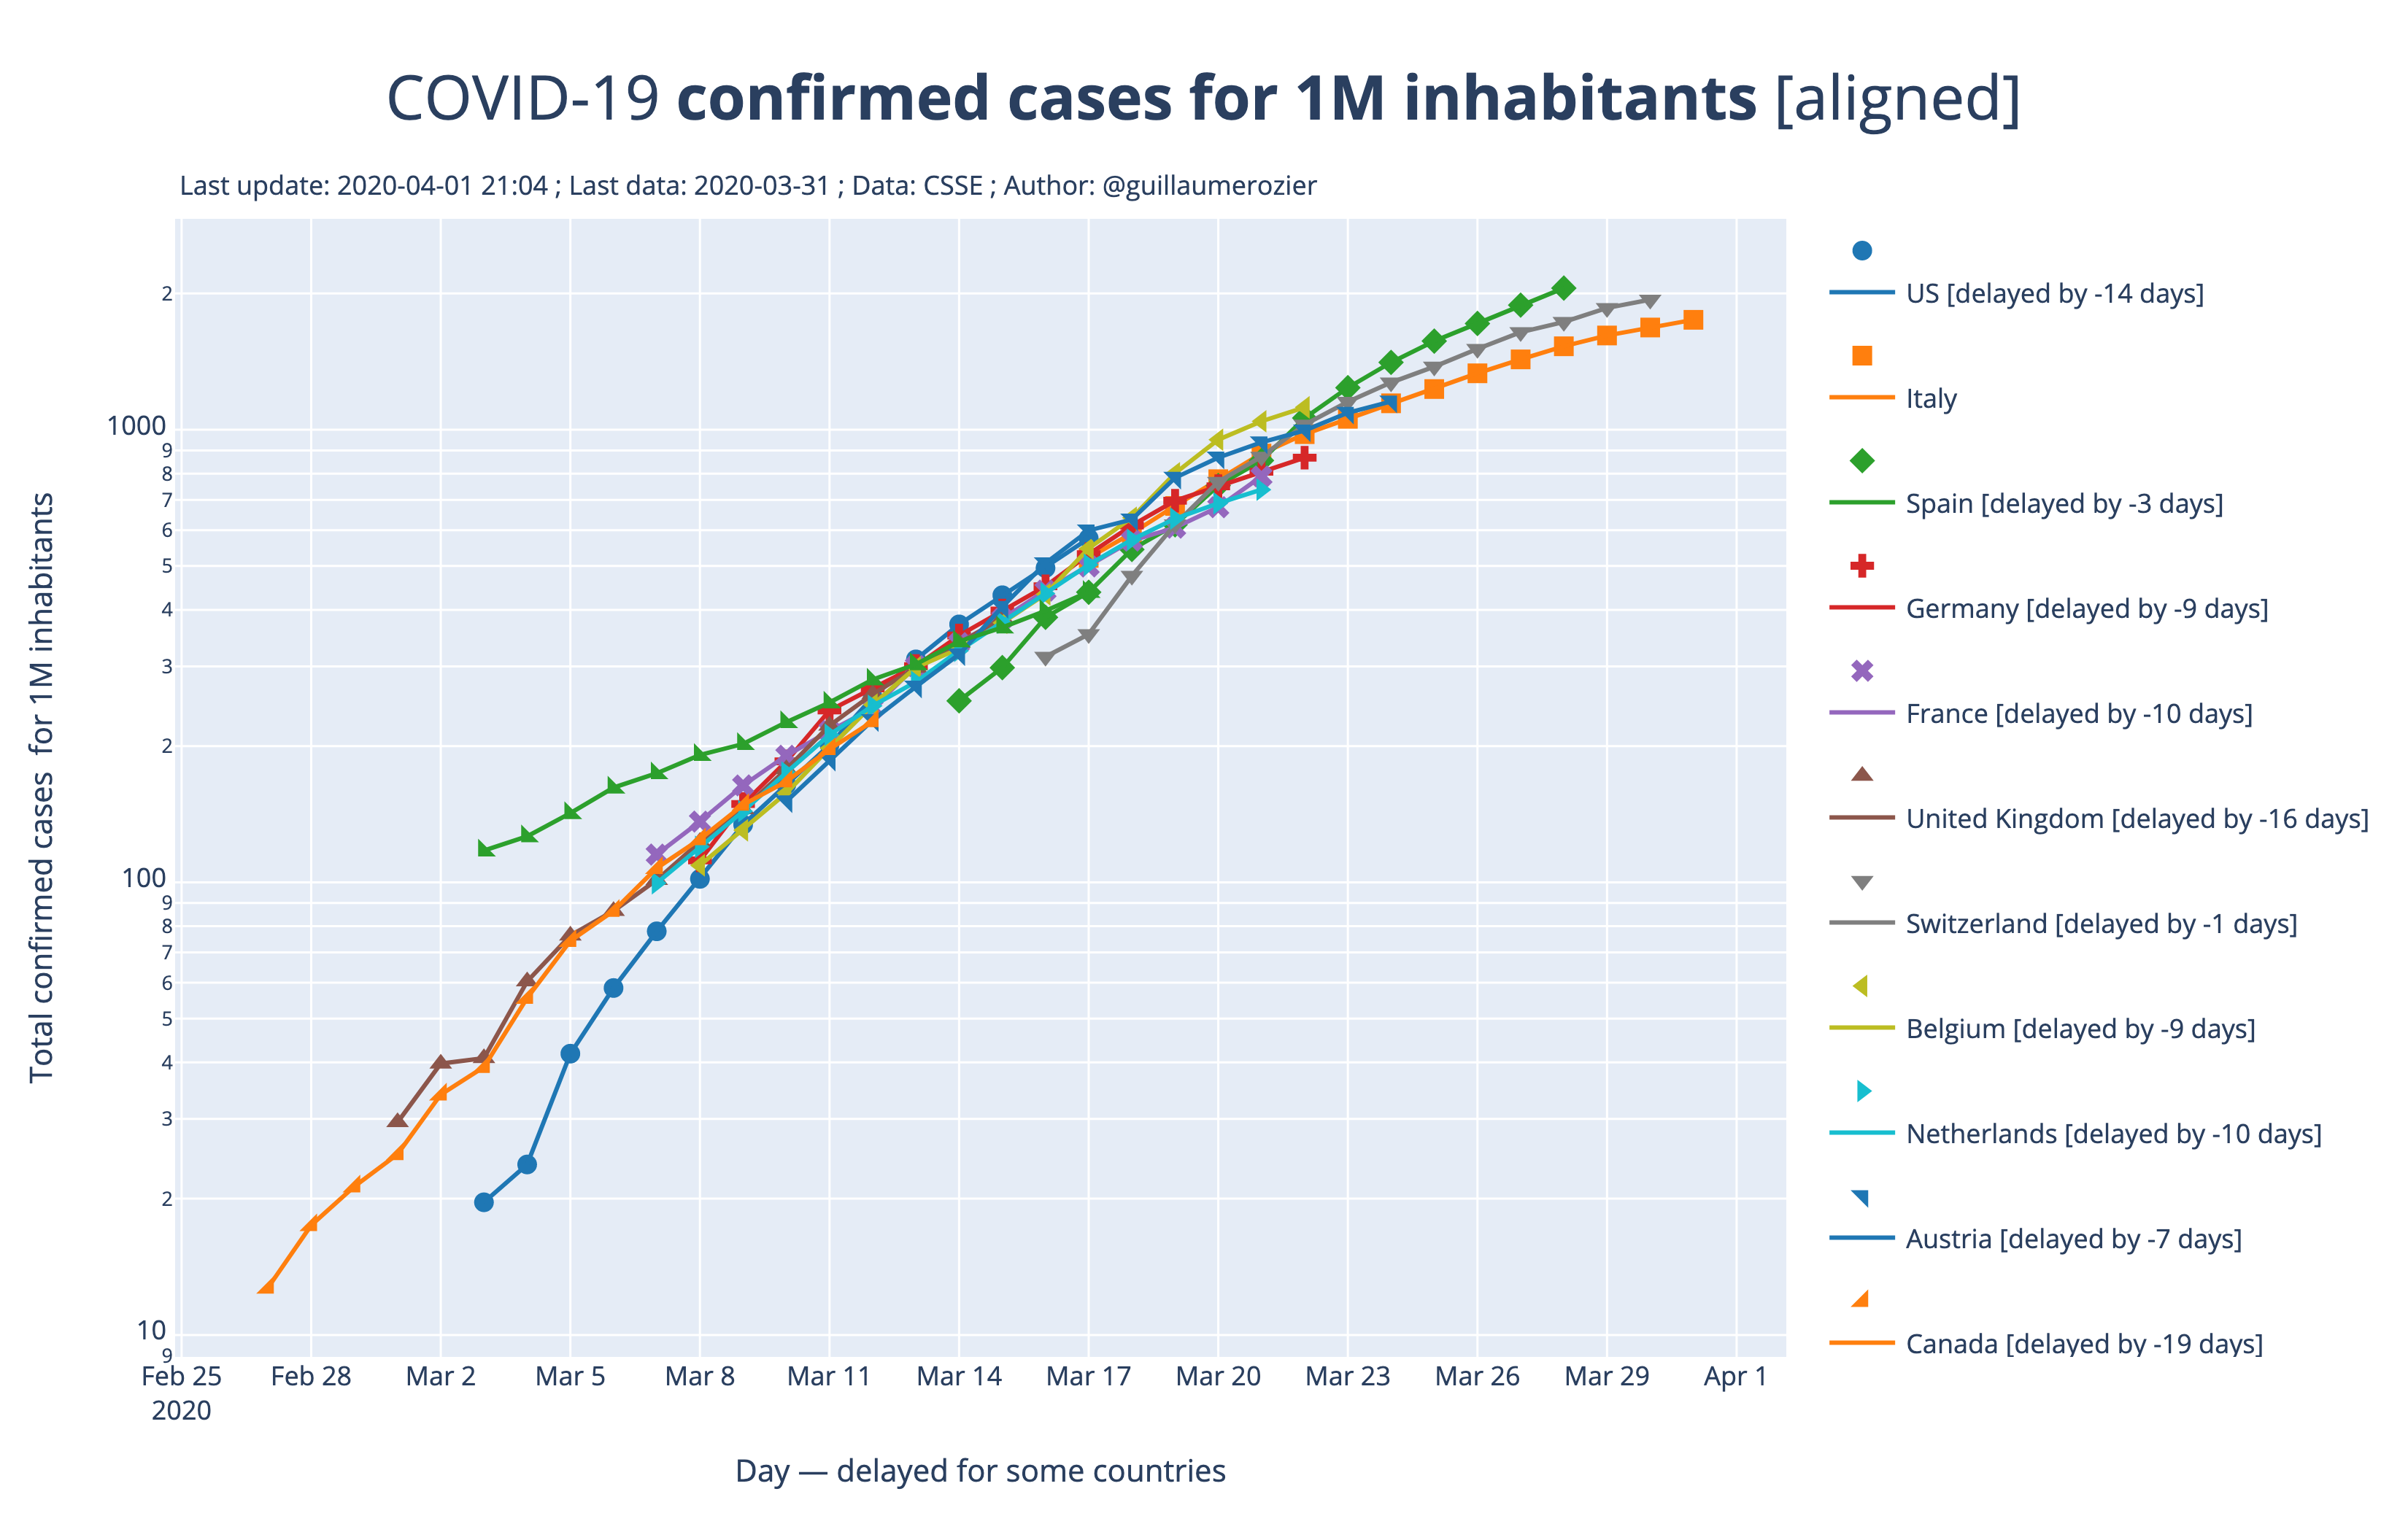 COVID-19 confirmed cases for 1M inhabitants [aligned]
Last update: 2020-04-01 21:04 ; Last data: 2020-03-31 ; Data: CSSE ; Author: @guillaumerozier
Total confirmed cases for 1M inhabitants
2
1000
9
8
7
6
5
4
3
2
100
9
8
7
6
5
4
3
2
10
9
Feb 25
2020
Feb 28
Mar 2
Mar 5
Mar 8
Mar 11
Mar 14
Mar 17
Mar 20
Mar 23
Mar 26
Mar 29
Apr 1
Day — delayed for some countries
US [delayed by -14 days]
Italy
Spain [delayed by -3 days]
Germany [delayed by -9 days]
France [delayed by -10 days]
United Kingdom [delayed by -16 days]
Switzerland [delayed by -1 days]
Belgium [delayed by -9 days]
Netherlands [delayed by -10 days]
Austria [delayed by -7 days]
Canada [delayed by -19 days]